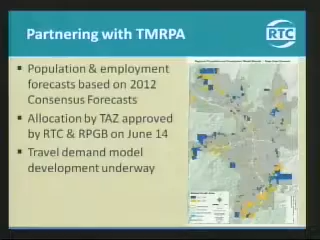 Partnering with TMRPA
RTC
Population & employment
forecasts based on 2012
Consensus Forecasts
Allocation by TAZ approved
by RTC & RPGB on June 14
Travel demand model
development underway